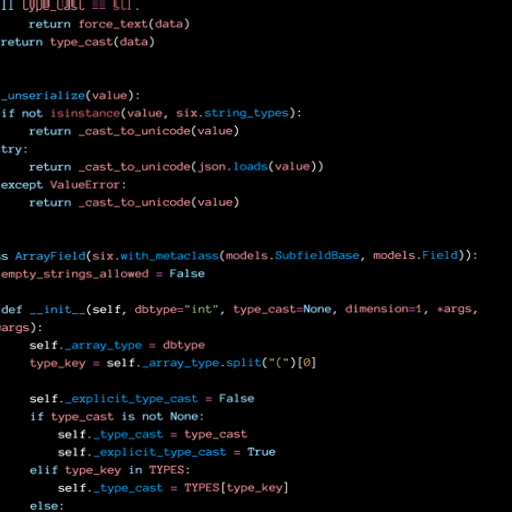 type_cast == str:
return force_text(data)
return type_cast(data)
_unserialize(value):
if not isinstance(value, six.string_types):
return _cast_to_unicode(value)
try:
return _cast_to_unicode(json.loads(value))
except ValueError:
return _cast_to_unicode(value)
s ArrayField(six.with_metaclass(models.SubfieldBase, models.Field)):
empty_strings_allowed = False
def __init__(self, dbtype="int", type_cast=None, dimension=1, *args,
args):
self._array_type = dbtype
type_key = self._array_type.split("(")[0]
self._explicit_type_cast = False
if type_cast is not None:
self._type_cast = type_cast
self._explicit_type_cast = True
elif type_key in TYPES:
self._type_cast = TYPES[type_key]
else: